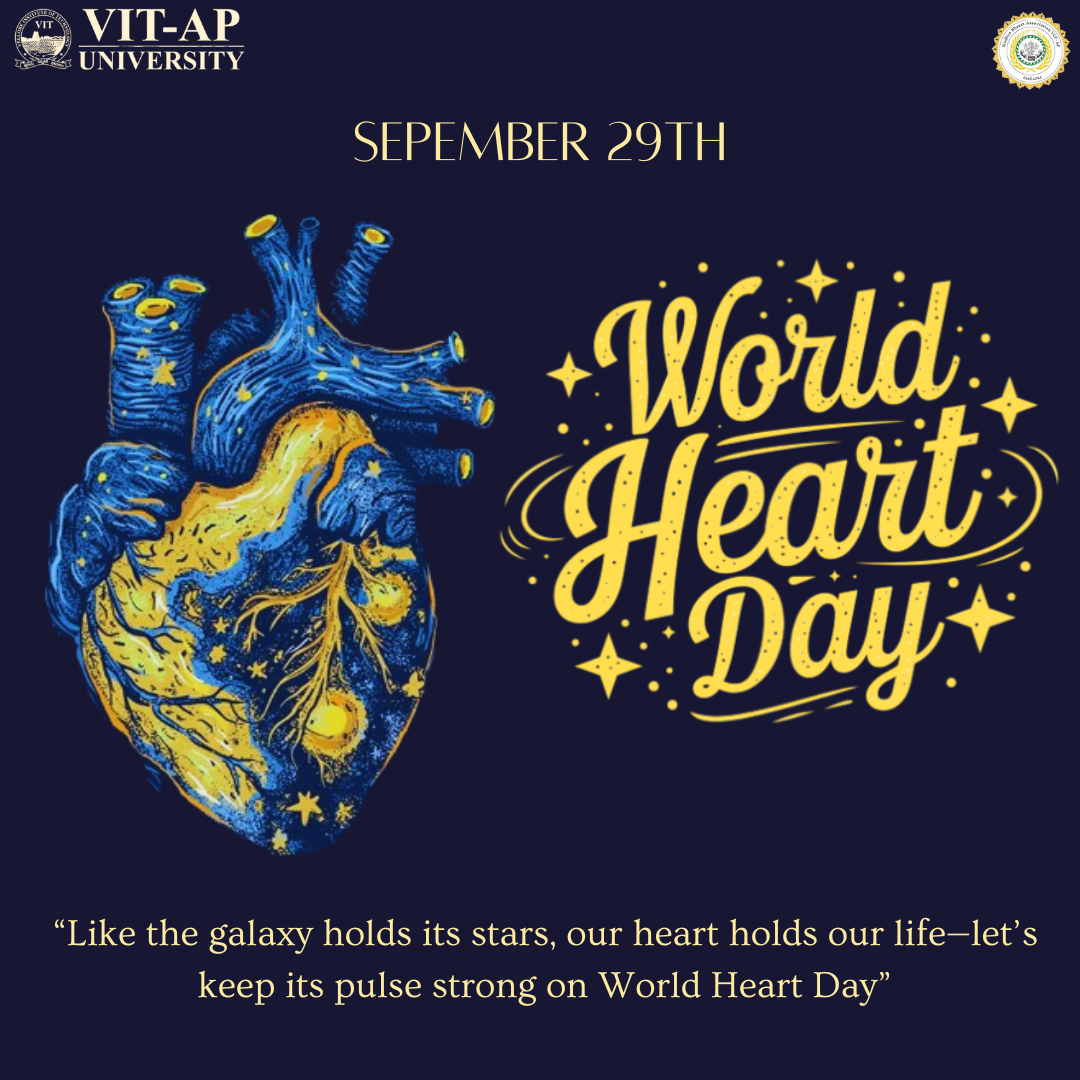 VIT-AP
UNIVERSITY
VIT
SEPEMBER 29TH
World
Heart
Day
“Like the galaxy holds its stars, our heart holds our life—let’s
keep its pulse strong on World Heart Day”